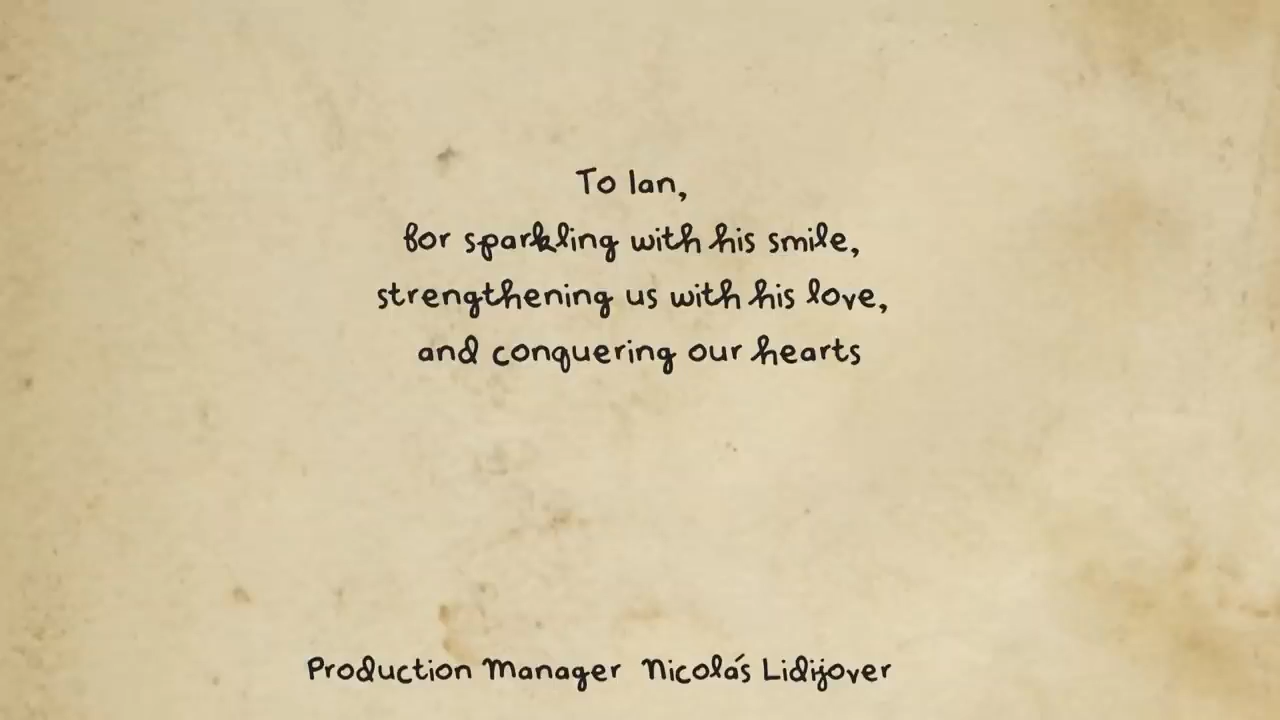 To Ian,
for sparkling with his smile,
strengthening us with his love,
and conquering our hearts
Production Manager Nicolás Lidijover